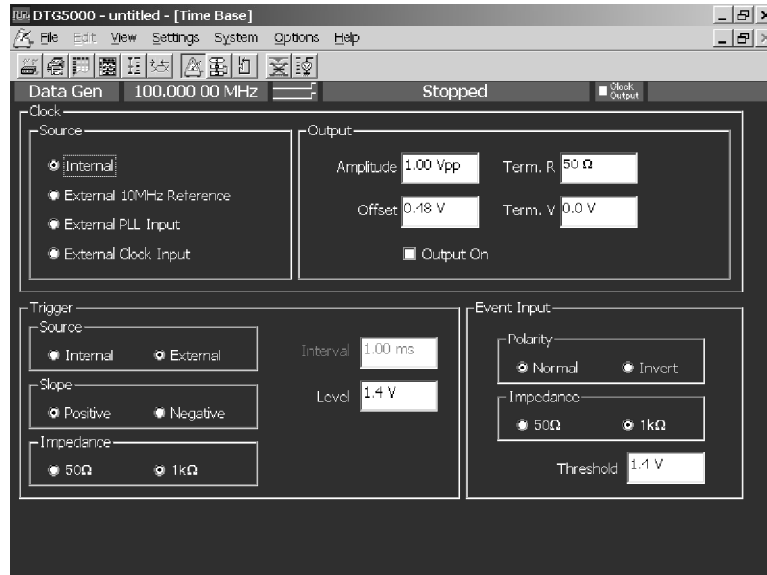 DTG5000 - untitled - [Time Base]
File Edit View Settings System Options Help
Data Gen 100.000 00 MHz Stopped Clock Output
Clock
Source
Internal
External 10MHz Reference
External PLL Input
External Clock Input
Output
Amplitude 1.00 Vpp Term. R 50 Ω
Offset 0.48 V Term. V 0.0 V
Output On
Trigger
Source
Internal External
Slope
Positive Negative
Impedance
50Ω 1kΩ
Interval 1.00 ms
Level 1.4 V
Event Input
Polarity
Normal Invert
Impedance
50Ω 1kΩ
Threshold 1.4 V